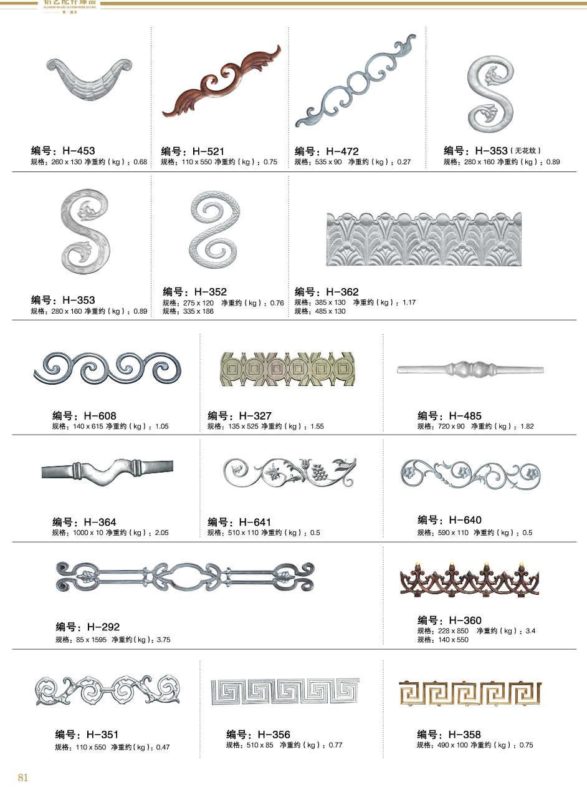 铝艺配件臻品
编号：H-453
规格：260 x 130 净重约（kg）：0.68
编号：H-521
规格：110 x 550 净重约（kg）：0.75
编号：H-472
规格：535 x 90 净重约（kg）：0.27
编号：H-353（无花纹）
规格：280 x 160 净重约（kg）：0.89
编号：H-353
规格：280 x 160 净重约（kg）：0.89
编号：H-352
规格：275 x 120 净重约（kg）：0.76
规格：335 x 186
编号：H-362
规格：385 x 130 净重约（kg）：1.17
规格：485 x 130
编号：H-608
规格：140 x 615 净重约（kg）：1.05
编号：H-327
规格：135 x 525 净重约（kg）：1.55
编号：H-485
规格：720 x 90 净重约（kg）：1.82
编号：H-364
规格：1000 x 10 净重约（kg）：2.05
编号：H-641
规格：510 x 110 净重约（kg）：0.5
编号：H-640
规格：590 x 110 净重约（kg）：0.5
编号：H-292
规格：85 x 1595 净重约（kg）：3.75
编号：H-360
规格：228 x 850 净重约（kg）：3.4
规格：140 x 550
编号：H-351
规格：110 x 550 净重约（kg）：0.47
编号：H-356
规格：510 x 85 净重约（kg）：0.77
编号：H-358
规格：490 x 100 净重约（kg）：0.75
81